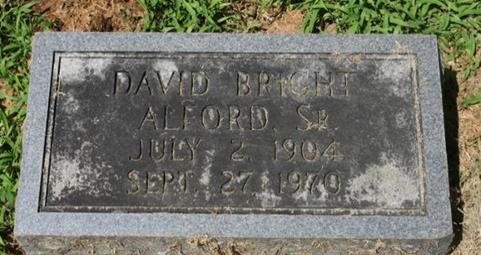 DAVID BRIGHT
ALFORD, SR.
JULY 2, 1904
SEPT. 27, 1970